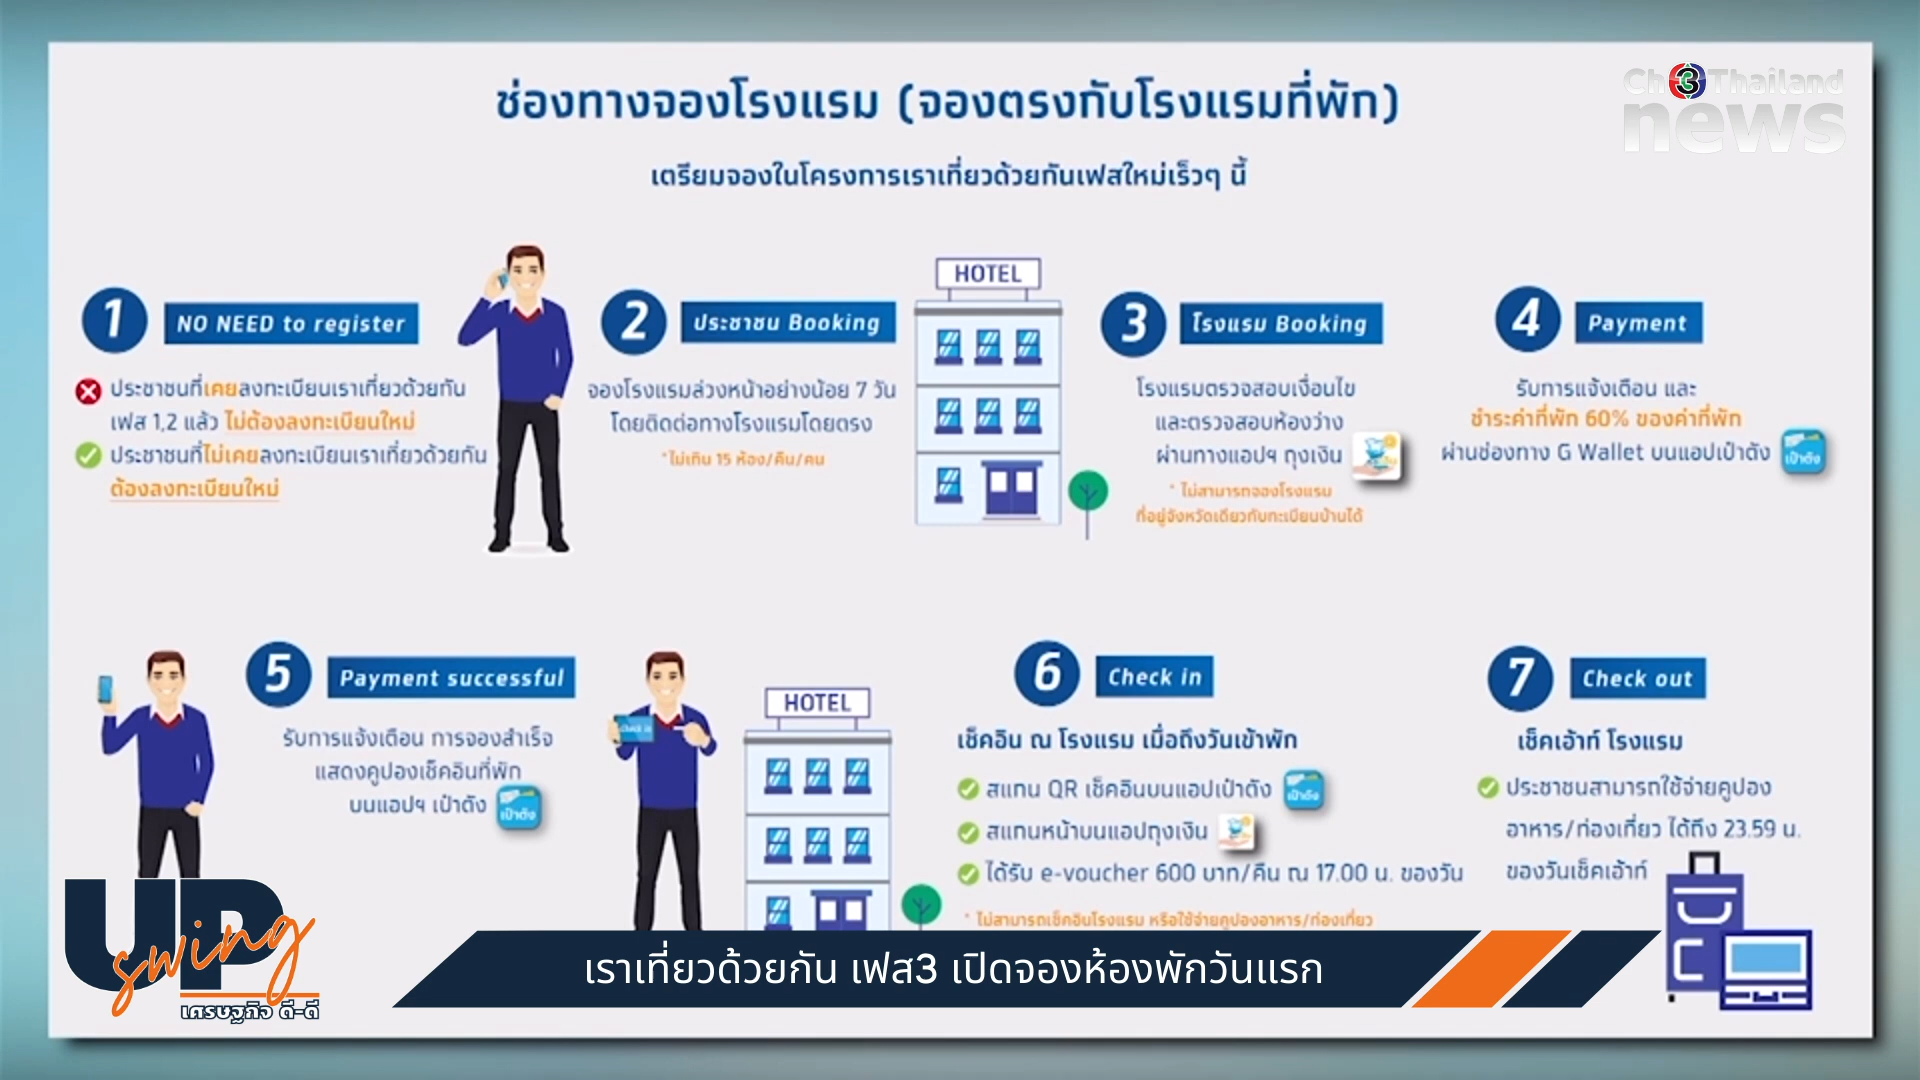 Ch3Thailand
news
ช่องทางจองโรงแรม (จองตรงกับโรงแรมที่พัก)
เตรียมจองในโครงการเราเที่ยวด้วยกันเฟสใหม่เร็วๆ นี้
1 NO NEED to register
ประชาชนที่เคยลงทะเบียนเราเที่ยวด้วยกัน
เฟส 1,2 แล้ว ไม่ต้องลงทะเบียนใหม่
ประชาชนที่ไม่เคยลงทะเบียนเราเที่ยวด้วยกัน
ต้องลงทะเบียนใหม่
2 ประชาชน Booking
จองโรงแรมล่วงหน้าอย่างน้อย 7 วัน
โดยติดต่อทางโรงแรมโดยตรง
*ไม่เกิน 15 ห้อง/คืน/คน
HOTEL
3 โรงแรม Booking
โรงแรมตรวจสอบเงื่อนไข
และตรวจสอบห้องว่าง
ผ่านทางแอปฯ ถุงเงิน
* ไม่สามารถจองโรงแรม
ที่อยู่จังหวัดเดียวกับทะเบียนบ้านได้
4 Payment
รับการแจ้งเตือน และ
ชำระค่าที่พัก 60% ของค่าที่พัก
ผ่านช่องทาง G Wallet บนแอปเป๋าตัง
เป๋าตัง
5 Payment successful
รับการแจ้งเตือน การจองสำเร็จ
แสดงคูปองเช็คอินที่พัก
บนแอปฯ เป๋าตัง
เป๋าตัง
Check in
HOTEL
6 Check in
เช็คอิน ณ โรงแรม เมื่อถึงวันเข้าพัก
สแกน QR เช็คอินบนแอปเป๋าตัง
เป๋าตัง
สแกนหน้าบนแอปถุงเงิน
ได้รับ e-voucher 600 บาท/คืน ณ 17.00 น. ของวัน
* ไม่สามารถเช็คอินโรงแรม หรือใช้จ่ายคูปองอาหาร/ท่องเที่ยว
7 Check out
เช็คเอ้าท์ โรงแรม
ประชาชนสามารถใช้จ่ายคูปอง
อาหาร/ท่องเที่ยว ได้ถึง 23.59 น.
ของวันเช็คเอ้าท์
UP
swing
เศรษฐกิจ ดี-ดี
เราเที่ยวด้วยกัน เฟส3 เปิดจองห้องพักวันแรก